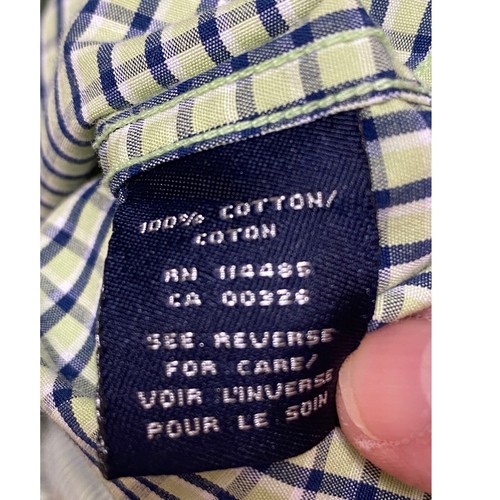 100% COTTON/
COTON
RN 114485
CA 00326
SEE REVERSE
FOR CARE/
VOIR L'INVERSE
POUR LE SOIN